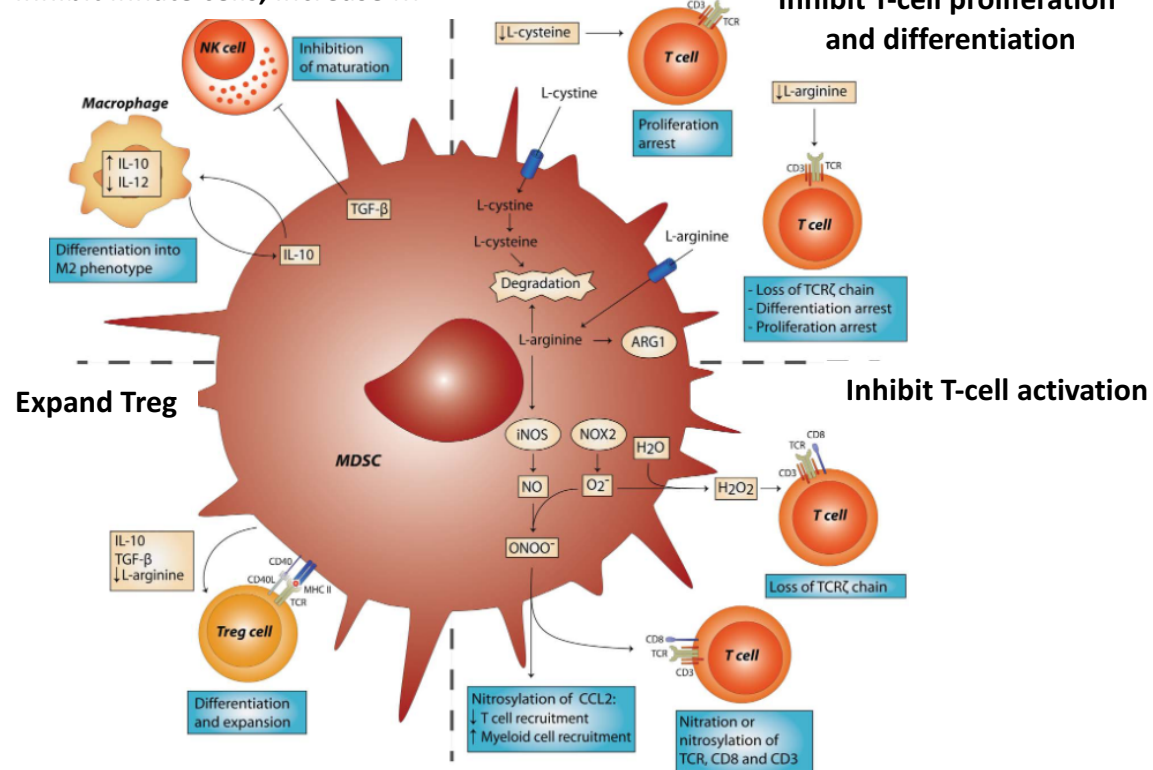 Inhibit T-cell proliferation
and differentiation
NK cell
Inhibition
of maturation
Macrophage
↑ IL-10
↓ IL-12
Differentiation into
M2 phenotype
TGF-β
IL-10
↓L-cysteine
CD3
TCR
T cell
Proliferation
arrest
L-cystine
L-cystine
L-cysteine
Degradation
L-arginine
L-arginine
ARG1
↓L-arginine
CD3
TCR
T cell
- Loss of TCRζ chain
- Differentiation arrest
- Proliferation arrest
Expand Treg
Inhibit T-cell activation
MDSC
iNOS
NOX2
H2O
NO
O2⁻
H2O2
ONOO⁻
CD8
TCR
CD3
T cell
Loss of TCRζ chain
IL-10
TGF-β
↓L-arginine
CD40
CD40L
MHC II
TCR
Treg cell
Differentiation
and expansion
Nitrosylation of CCL2:
↓ T cell recruitment
↑ Myeloid cell recruitment
CD8
TCR
CD3
T cell
Nitration or
nitrosylation of
TCR, CD8 and CD3